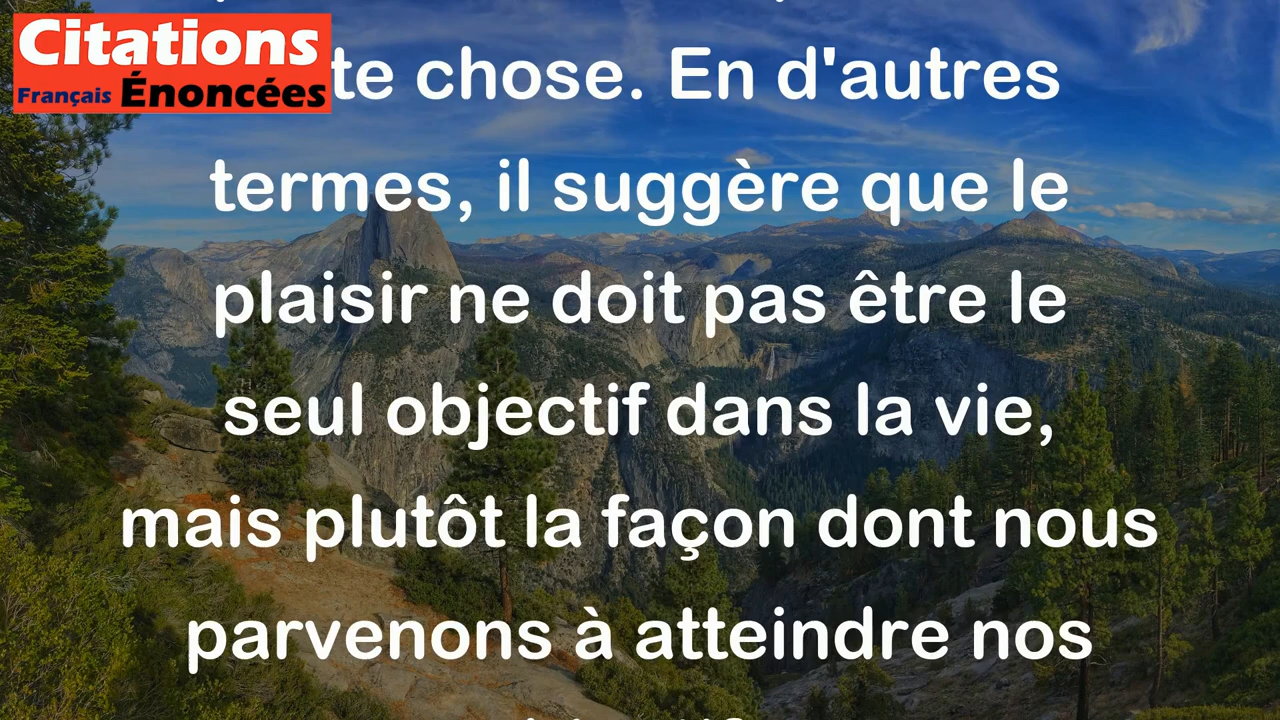 Citations
Français Énoncées
te chose. En d'autres
termes, il suggère que le
plaisir ne doit pas être le
seul objectif dans la vie,
mais plutôt la façon dont nous
parvenons à atteindre nos